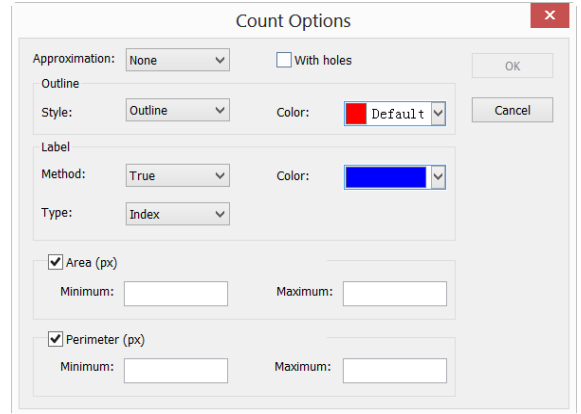 Count Options
Approximation: None With holes OK
Outline
Style: Outline Color: Default Cancel
Label
Method: True Color:
Type: Index
Area (px)
Minimum: Maximum:
Perimeter (px)
Minimum: Maximum: